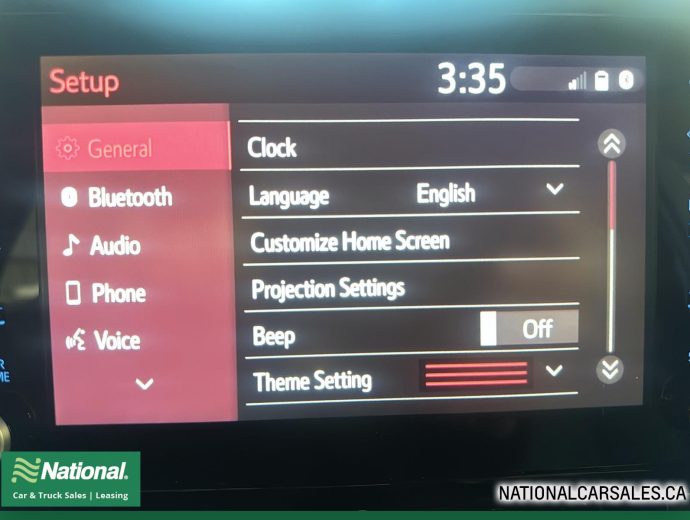 Setup
3:35
General
Bluetooth
Audio
Phone
Voice
Clock
Language English
Customize Home Screen
Projection Settings
Beep Off
Theme Setting
National.
Car & Truck Sales | Leasing
NATIONALCARSALES.CA